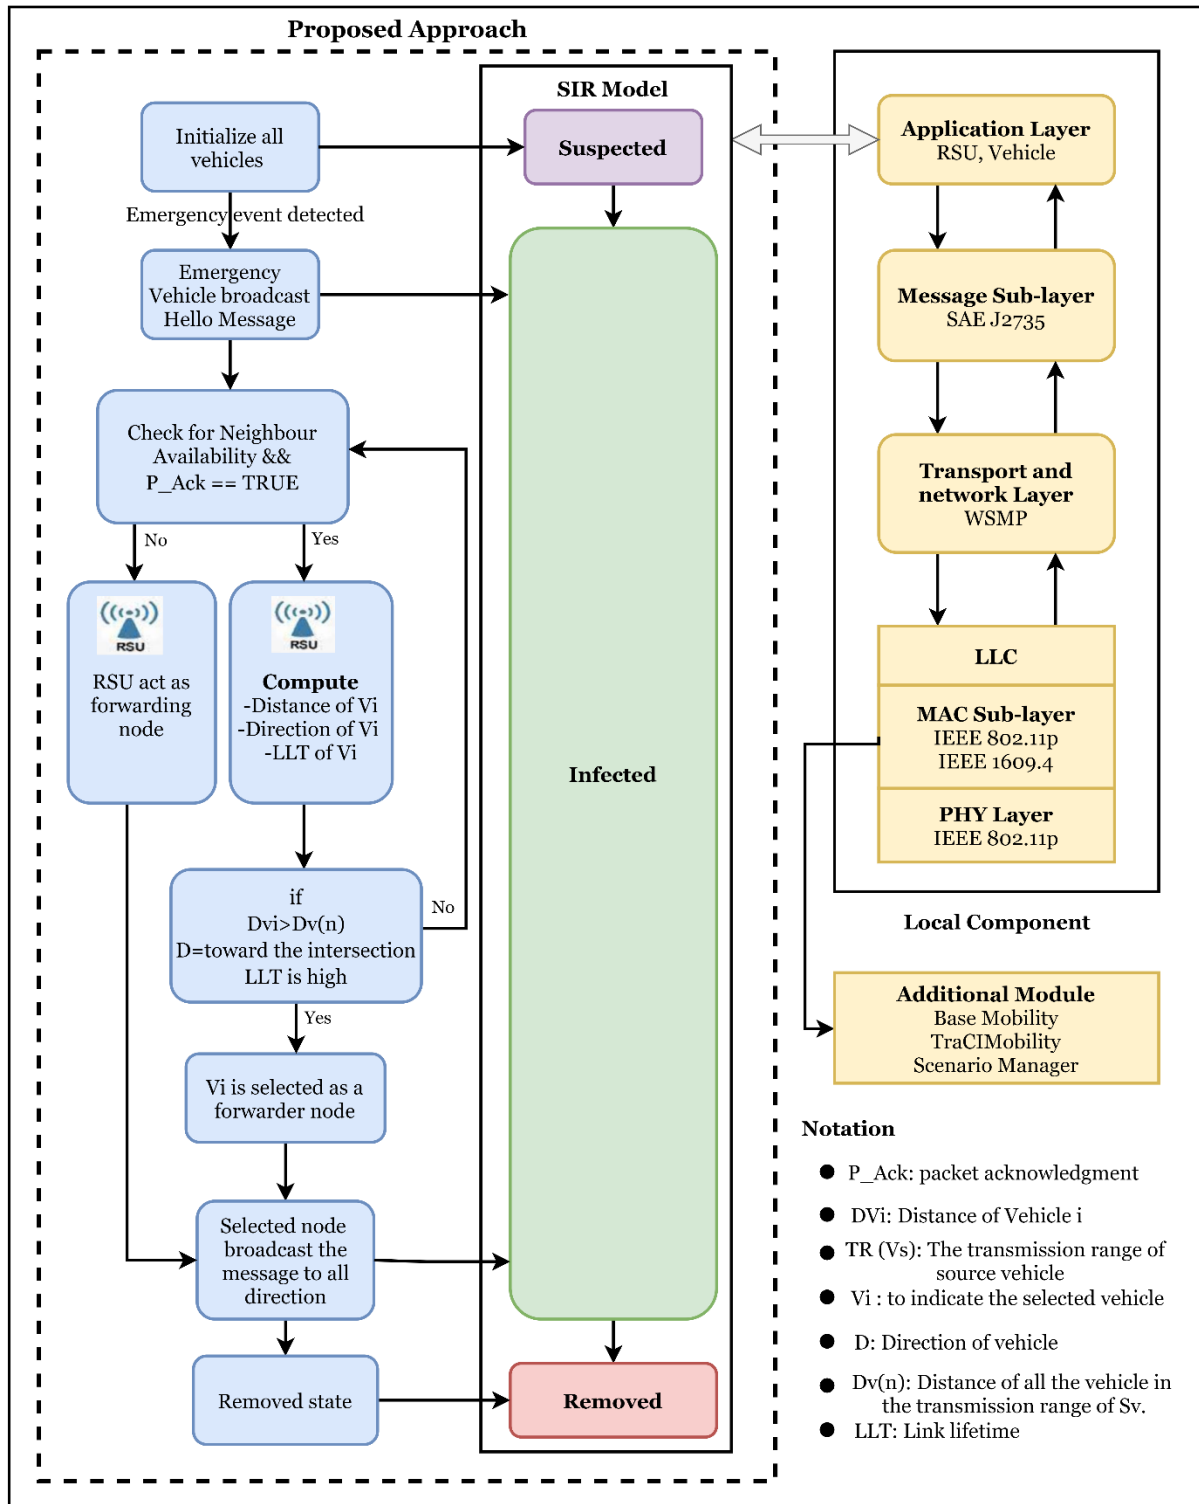 Proposed Approach
SIR Model
Initialize all
vehicles
Suspected
Emergency event detected
Emergency
Vehicle broadcast
Hello Message
Check for Neighbour
Availability &&
P_Ack == TRUE
No
Yes
RSU
RSU act as
forwarding
node
RSU
Compute
-Distance of Vi
-Direction of Vi
-LLT of Vi
Infected
if
Dvi>Dv(n)
D=toward the intersection
LLT is high
No
Yes
Vi is selected as a
forwarder node
Selected node
broadcast the
message to all
direction
Removed state
Removed
Application Layer
RSU, Vehicle
Message Sub-layer
SAE J2735
Transport and
network Layer
WSMP
LLC
MAC Sub-layer
IEEE 802.11p
IEEE 1609.4
PHY Layer
IEEE 802.11p
Local Component
Additional Module
Base Mobility
TraCIMobility
Scenario Manager
Notation
● P_Ack: packet acknowledgment
● DVi: Distance of Vehicle i
● TR (Vs): The transmission range of
source vehicle
● Vi : to indicate the selected vehicle
● D: Direction of vehicle
● Dv(n): Distance of all the vehicle in
the transmission range of Sv.
● LLT: Link lifetime